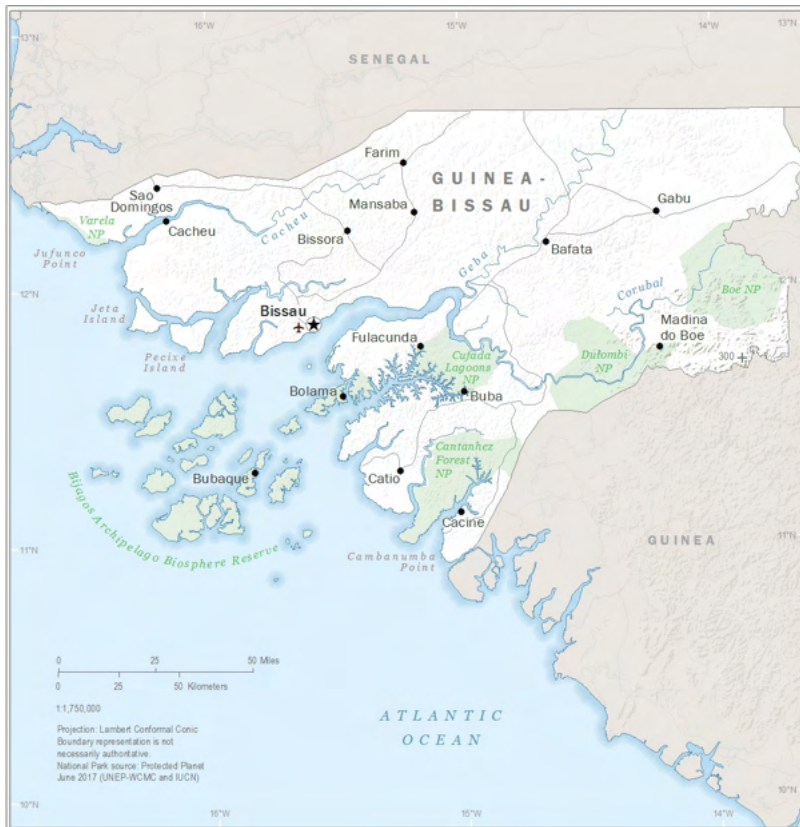 13°N
16°W
15°W
14°W
13°N
SENEGAL
Farim
GUINEA-
BISSAU
Sao
Domingos
Mansaba
Gabu
Varela
NP
Cacheu
Cacheu
Bissora
Geba
Bafata
Jufunco
Point
12°N
Corubal
Boe NP
12°N
Jeta
Island
Bissau
Madina
do Boe
Fulacunda
Pecixe
Island
Cufada
Lagoons
NP
Dulombi
NP
300
Bolama
Buba
Cantanhez
Forest
NP
Bubaque
Catio
Bijagos Archipelago Biosphere Reserve
Cacine
11°N
Cambanumba
Point
GUINEA
11°N
0 25 50 Miles
0 25 50 Kilometers
1:1,750,000
ATLANTIC
OCEAN
Projection: Lambert Conformal Conic
Boundary representation is not
necessarily authoritative.
National Park source: Protected Planet
June 2017 (UNEP-WCMC and IUCN)
10°N
10°N
16°W
15°W
14°W